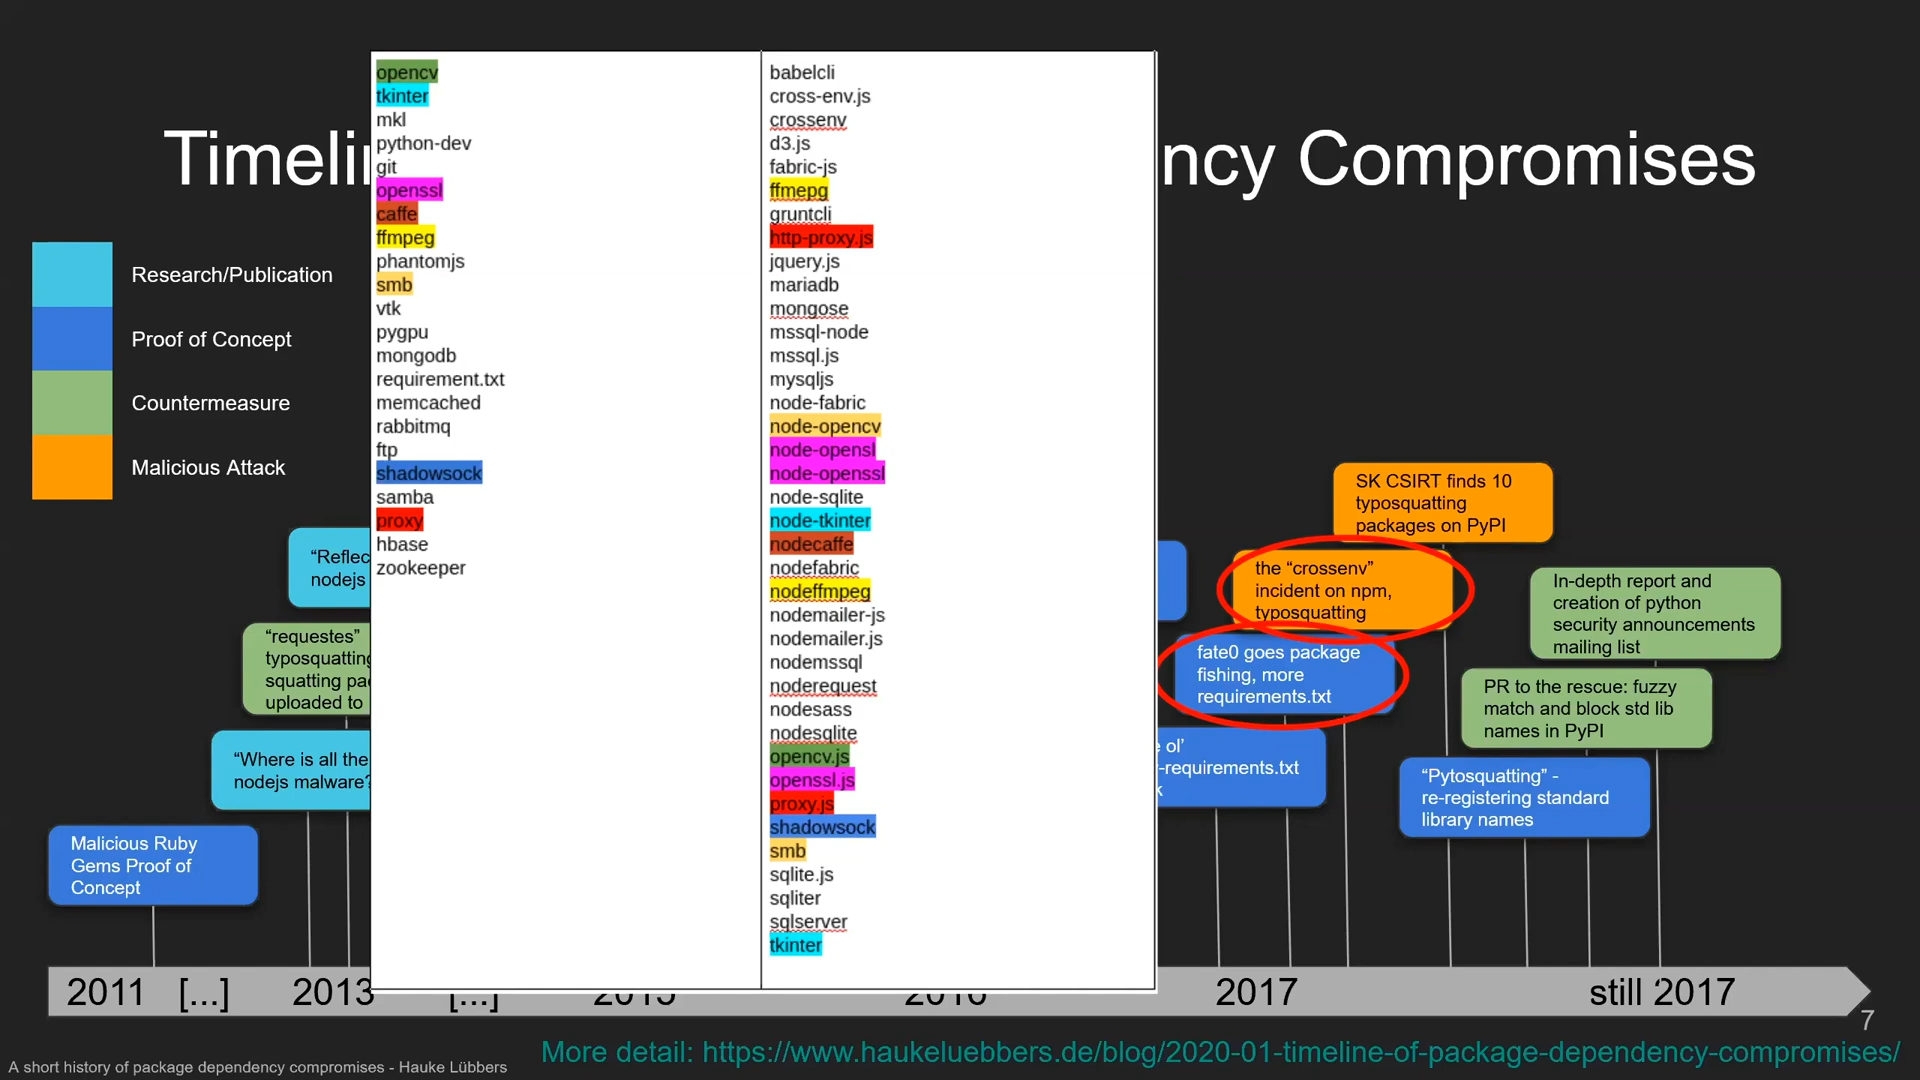 Timeli
ncy Compromises
Research/Publication
Proof of Concept
Countermeasure
Malicious Attack
opencv
tkinter
mkl
python-dev
git
openssl
caffe
ffmpeg
phantomjs
smb
vtk
pygpu
mongodb
requirement.txt
memcached
rabbitmq
ftp
shadowsock
samba
proxy
hbase
zookeeper
babelcli
cross-env.js
crossenv
d3.js
fabric-js
ffmepg
gruntcli
http-proxy.js
jquery.js
mariadb
mongose
mssql-node
mssql.js
mysqljs
node-fabric
node-opencv
node-opensl
node-openssl
node-sqlite
node-tkinter
nodecaffe
nodefabric
nodeffmpeg
nodemailer-js
nodemailer.js
nodemssql
noderequest
nodesass
nodesqlite
opencv.js
openssl.js
proxy.js
shadowsock
smb
sqlite.js
sqliter
sqlserver
tkinter
"Reflec
nodejs
"requestes"
typosquatting
squatting pa
uploaded to
"Where is all the
nodejs malware?
Malicious Ruby
Gems Proof of
Concept
SK CSIRT finds 10
typosquatting
packages on PyPI
the "crossenv"
incident on npm,
typosquatting
fate0 goes package
fishing, more
requirements.txt
e ol'
-requirements.txt
k
In-depth report and
creation of python
security announcements
mailing list
PR to the rescue: fuzzy
match and block std lib
names in PyPI
"Pytosquatting" -
re-registering standard
library names
2011 [...] 2013 [...] 2015 2016 2017 still 2017
7
More detail: https://www.haukeluebbers.de/blog/2020-01-timeline-of-package-dependency-compromises/
A short history of package dependency compromises - Hauke Lübbers